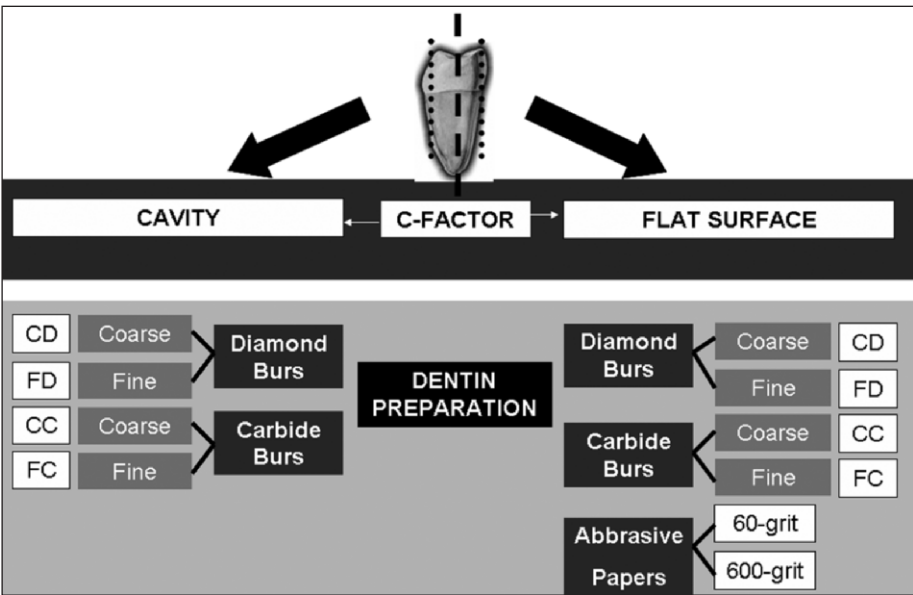 CAVITY
C-FACTOR
FLAT SURFACE
CD
Coarse
FD
Fine
Diamond
Burs
CC
Coarse
FC
Fine
Carbide
Burs
DENTIN
PREPARATION
Diamond
Burs
Coarse
CD
Fine
FD
Carbide
Burs
Coarse
CC
Fine
FC
Abbrasive
Papers
60-grit
600-grit